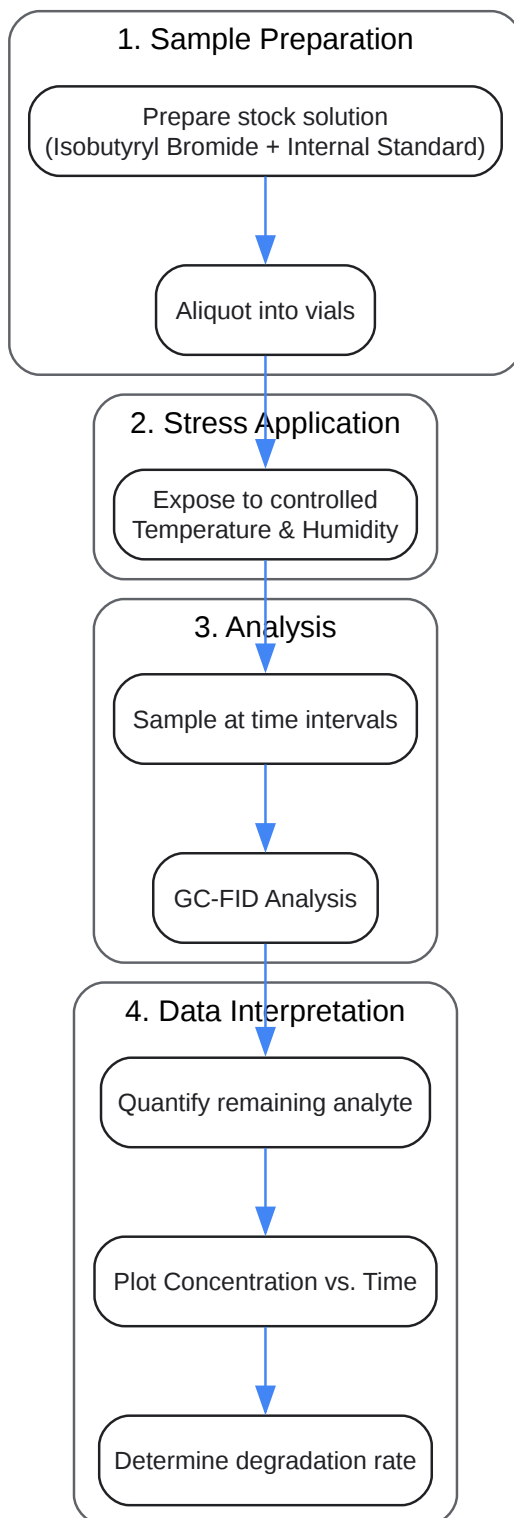 1. Sample Preparation
Prepare stock solution
(Isobutyryl Bromide + Internal Standard)
Aliquot into vials
2. Stress Application
Expose to controlled
Temperature & Humidity
3. Analysis
Sample at time intervals
GC-FID Analysis
4. Data Interpretation
Quantify remaining analyte
Plot Concentration vs. Time
Determine degradation rate